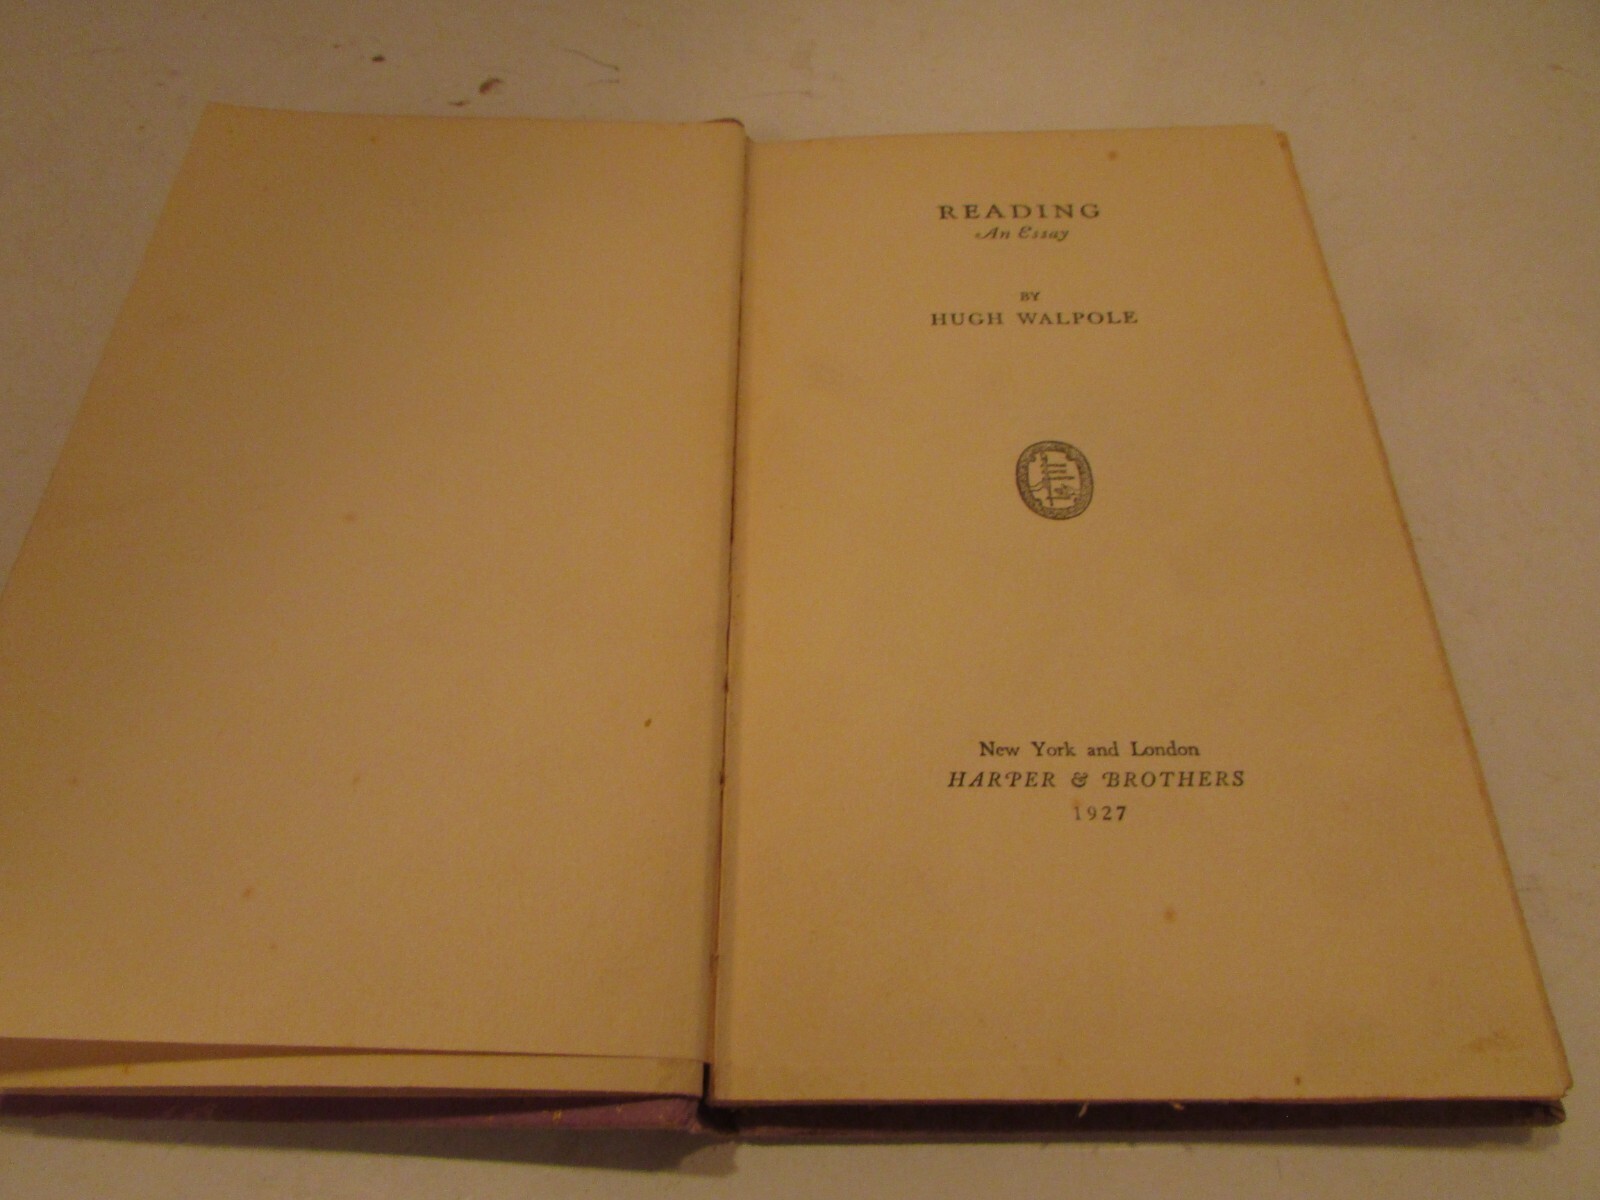 READING
An Essay
BY
HUGH WALPOLE
New York and London
HARPER & BROTHERS
1927